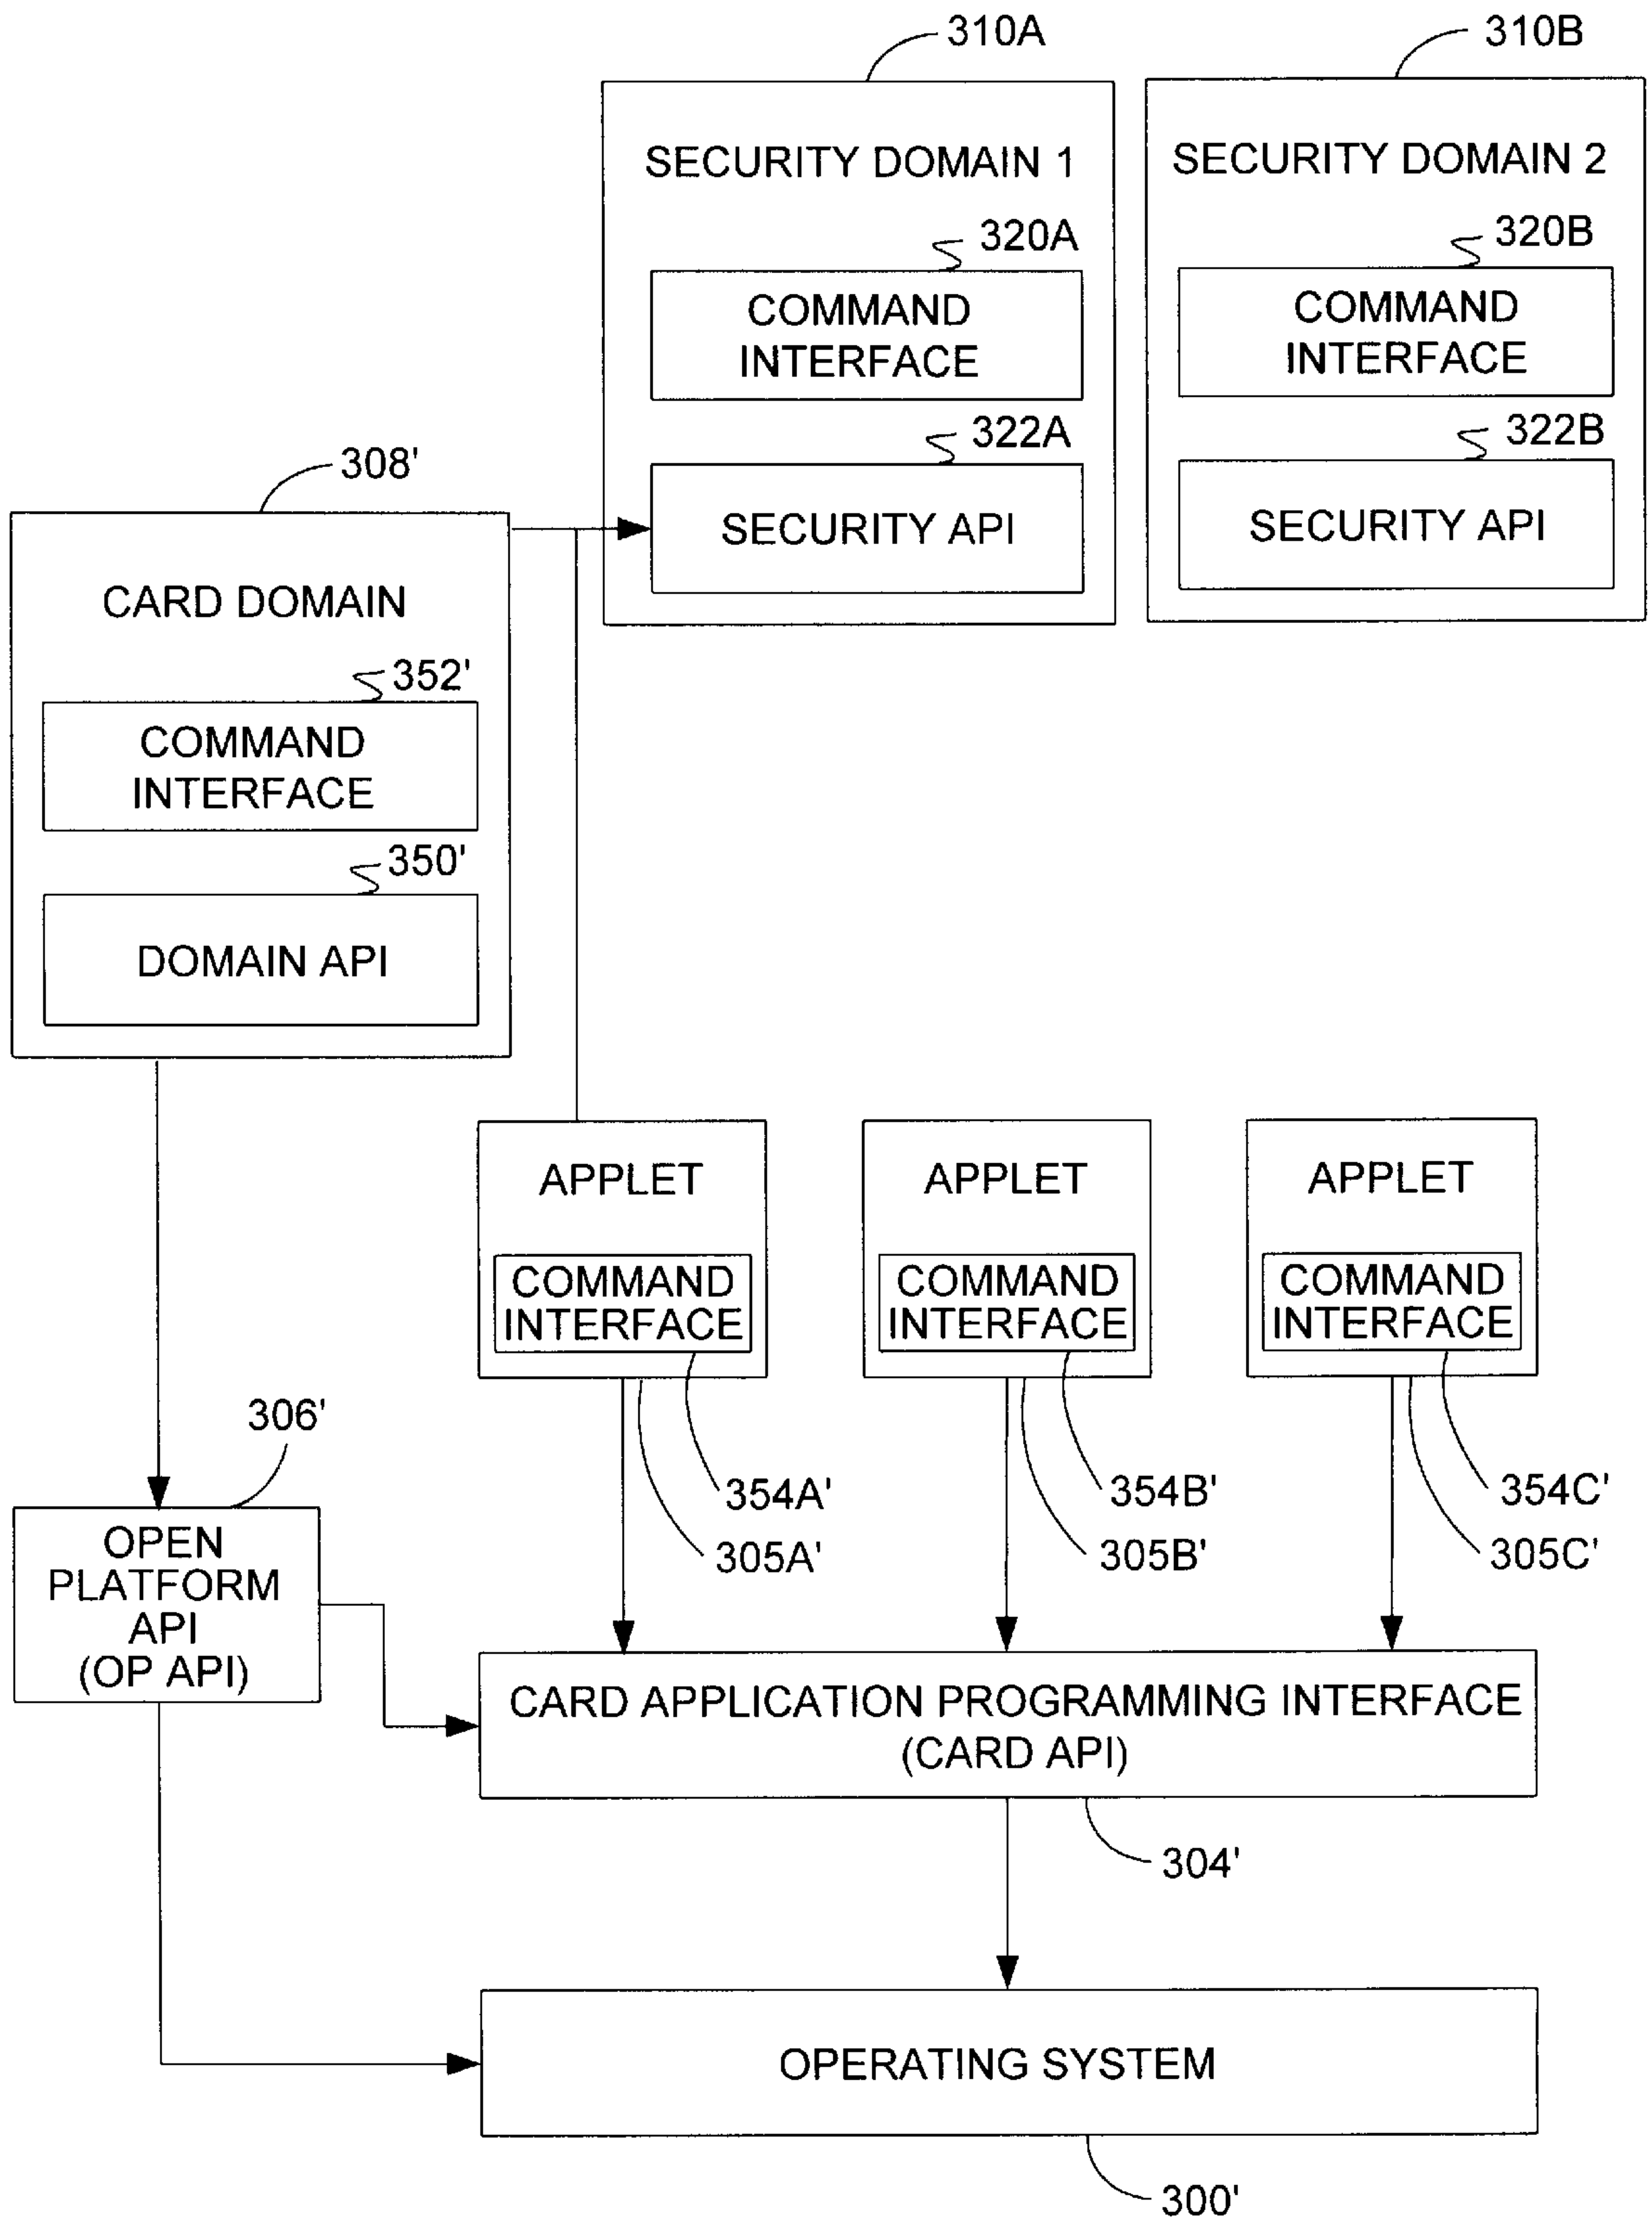 310A
310B
SECURITY DOMAIN 1
SECURITY DOMAIN 2
320A
320B
COMMAND
INTERFACE
COMMAND
INTERFACE
322A
322B
SECURITY API
SECURITY API
308'
CARD DOMAIN
352'
COMMAND
INTERFACE
350'
DOMAIN API
APPLET
APPLET
APPLET
COMMAND
INTERFACE
COMMAND
INTERFACE
COMMAND
INTERFACE
306'
354A'
354B'
354C'
305A'
305B'
305C'
OPEN
PLATFORM
API
(OP API)
CARD APPLICATION PROGRAMMING INTERFACE
(CARD API)
304'
OPERATING SYSTEM
300'